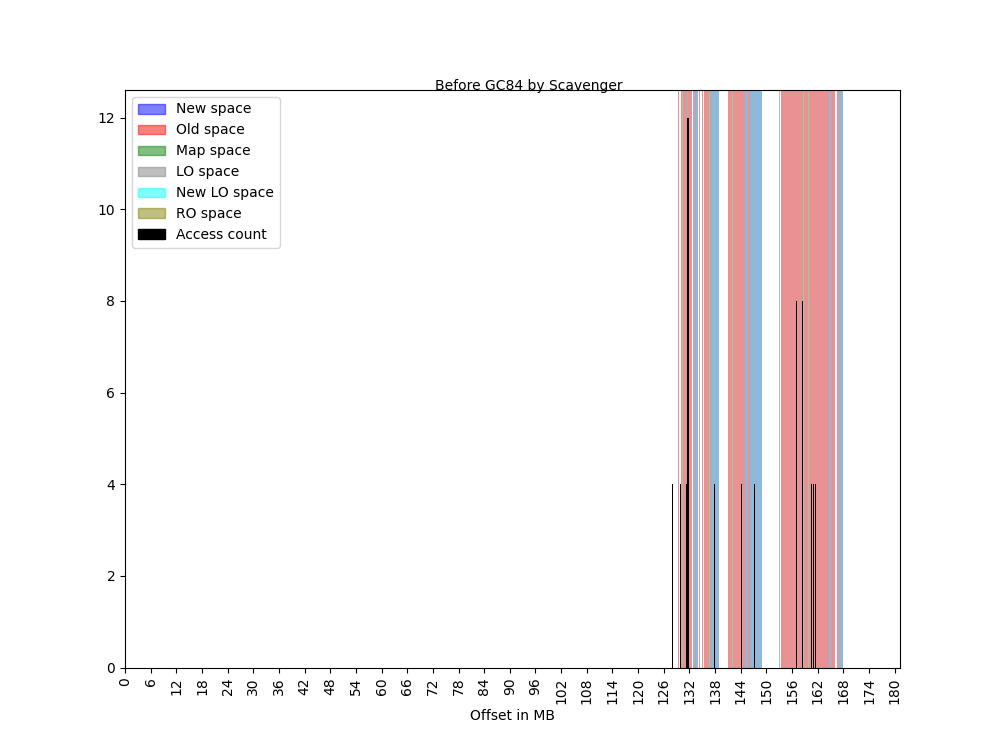 Before GC84 by Scavenger
New space
Old space
Map space
LO space
New LO space
RO space
Access count
12
10
8
6
4
2
0
0 6 12 18 24 30 36 42 48 54 60 66 72 78 84 90 96 102 108 114 120 126 132 138 144 150 156 162 168 174 180
Offset in MB